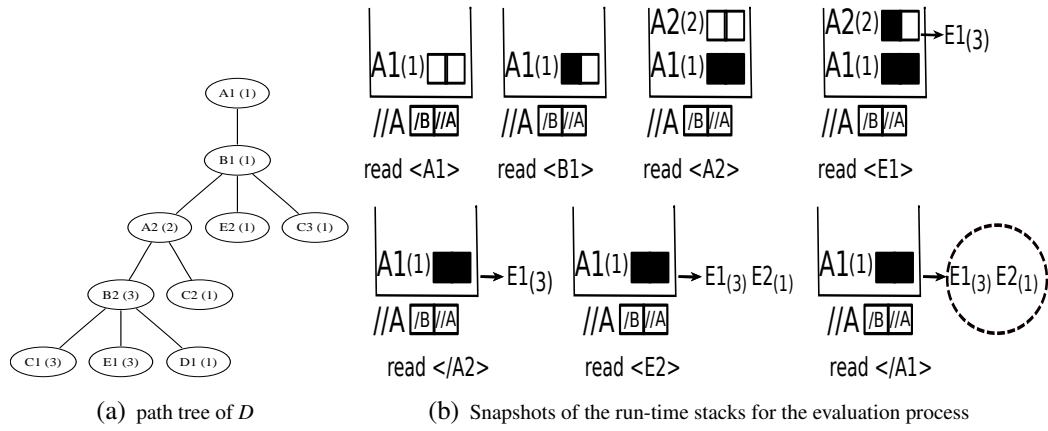 A1 (1)
B1 (1)
A2 (2) E2 (1) C3 (1)
B2 (3) C2 (1)
C1 (3) E1 (3) D1 (1)
(a) path tree of D
A1(1)
//A /B //A
read <A1>
A1(1)
//A /B //A
read <B1>
A2(2)
A1(1)
//A /B //A
read <A2>
A2(2) E1(3)
A1(1)
//A /B //A
read <E1>
A1(1) E1(3)
//A /B //A
read </A2>
A1(1) E1(3) E2(1)
//A /B //A
read <E2>
A1(1) E1(3) E2(1)
//A /B //A
read </A1>
(b) Snapshots of the run-time stacks for the evaluation process